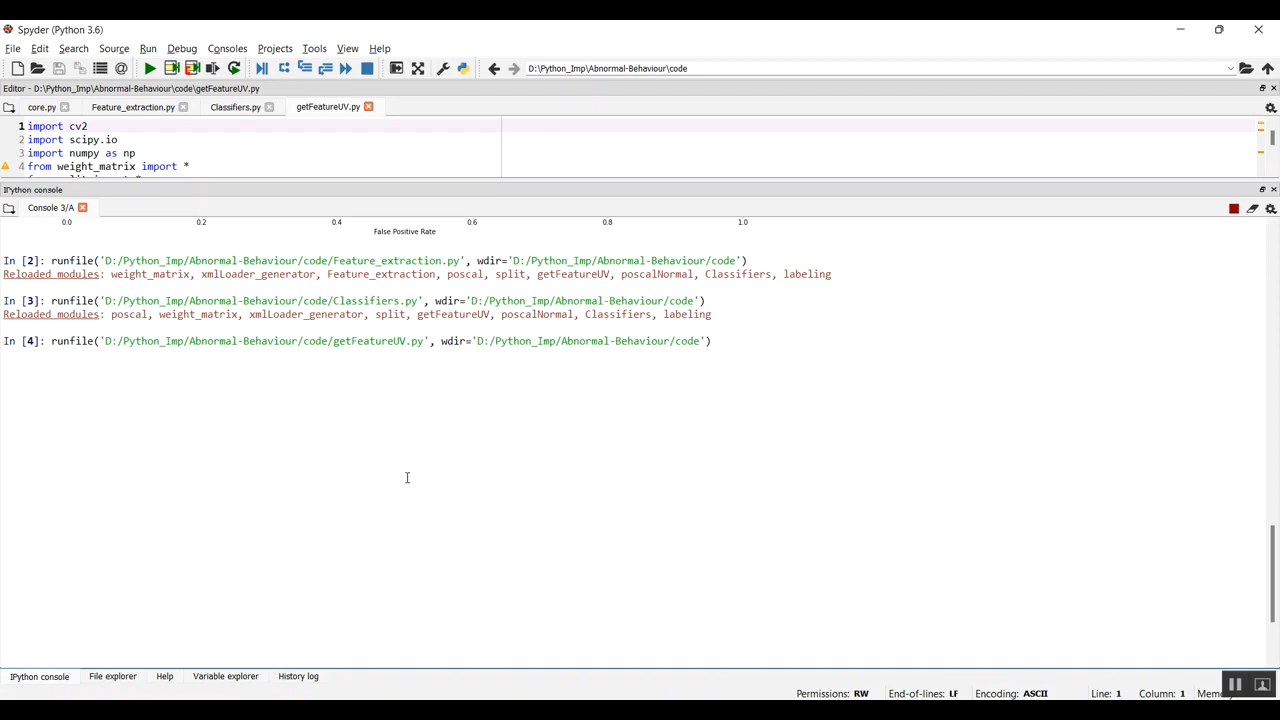 Spyder (Python 3.6)
File Edit Search Source Run Debug Consoles Projects Tools View Help
D:\Python_Imp\Abnormal-Behaviour\code
Editor - D:\Python_Imp\Abnormal-Behaviour\code\getFeatureUV.py
core.py Feature_extraction.py Classifiers.py getFeatureUV.py
1 import cv2
2 import scipy.io
3 import numpy as np
4 from weight_matrix import *
IPython console
Console 3/A
0.0 0.2 0.4 0.6 0.8 1.0
False Positive Rate
In [2]: runfile('D:/Python_Imp/Abnormal-Behaviour/code/Feature_extraction.py', wdir='D:/Python_Imp/Abnormal-Behaviour/code')
Reloaded modules: weight_matrix, xmlLoader_generator, Feature_extraction, poscal, split, getFeatureUV, poscalNormal, Classifiers, labeling
In [3]: runfile('D:/Python_Imp/Abnormal-Behaviour/code/Classifiers.py', wdir='D:/Python_Imp/Abnormal-Behaviour/code')
Reloaded modules: poscal, weight_matrix, xmlLoader_generator, split, getFeatureUV, poscalNormal, Classifiers, labeling
In [4]: runfile('D:/Python_Imp/Abnormal-Behaviour/code/getFeatureUV.py', wdir='D:/Python_Imp/Abnormal-Behaviour/code')
IPython console File explorer Help Variable explorer History log
Permissions: RW End-of-lines: LF Encoding: ASCII Line: 1 Column: 1